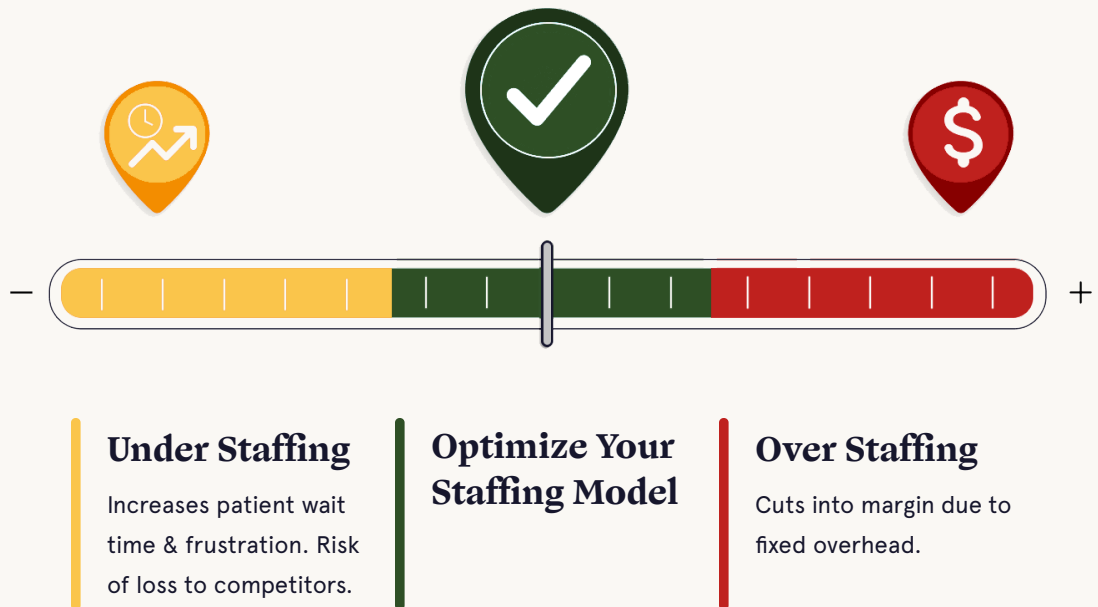 $
−
+
Under Staffing
Increases patient wait
time & frustration. Risk
of loss to competitors.
Optimize Your
Staffing Model
Over Staffing
Cuts into margin due to
fixed overhead.